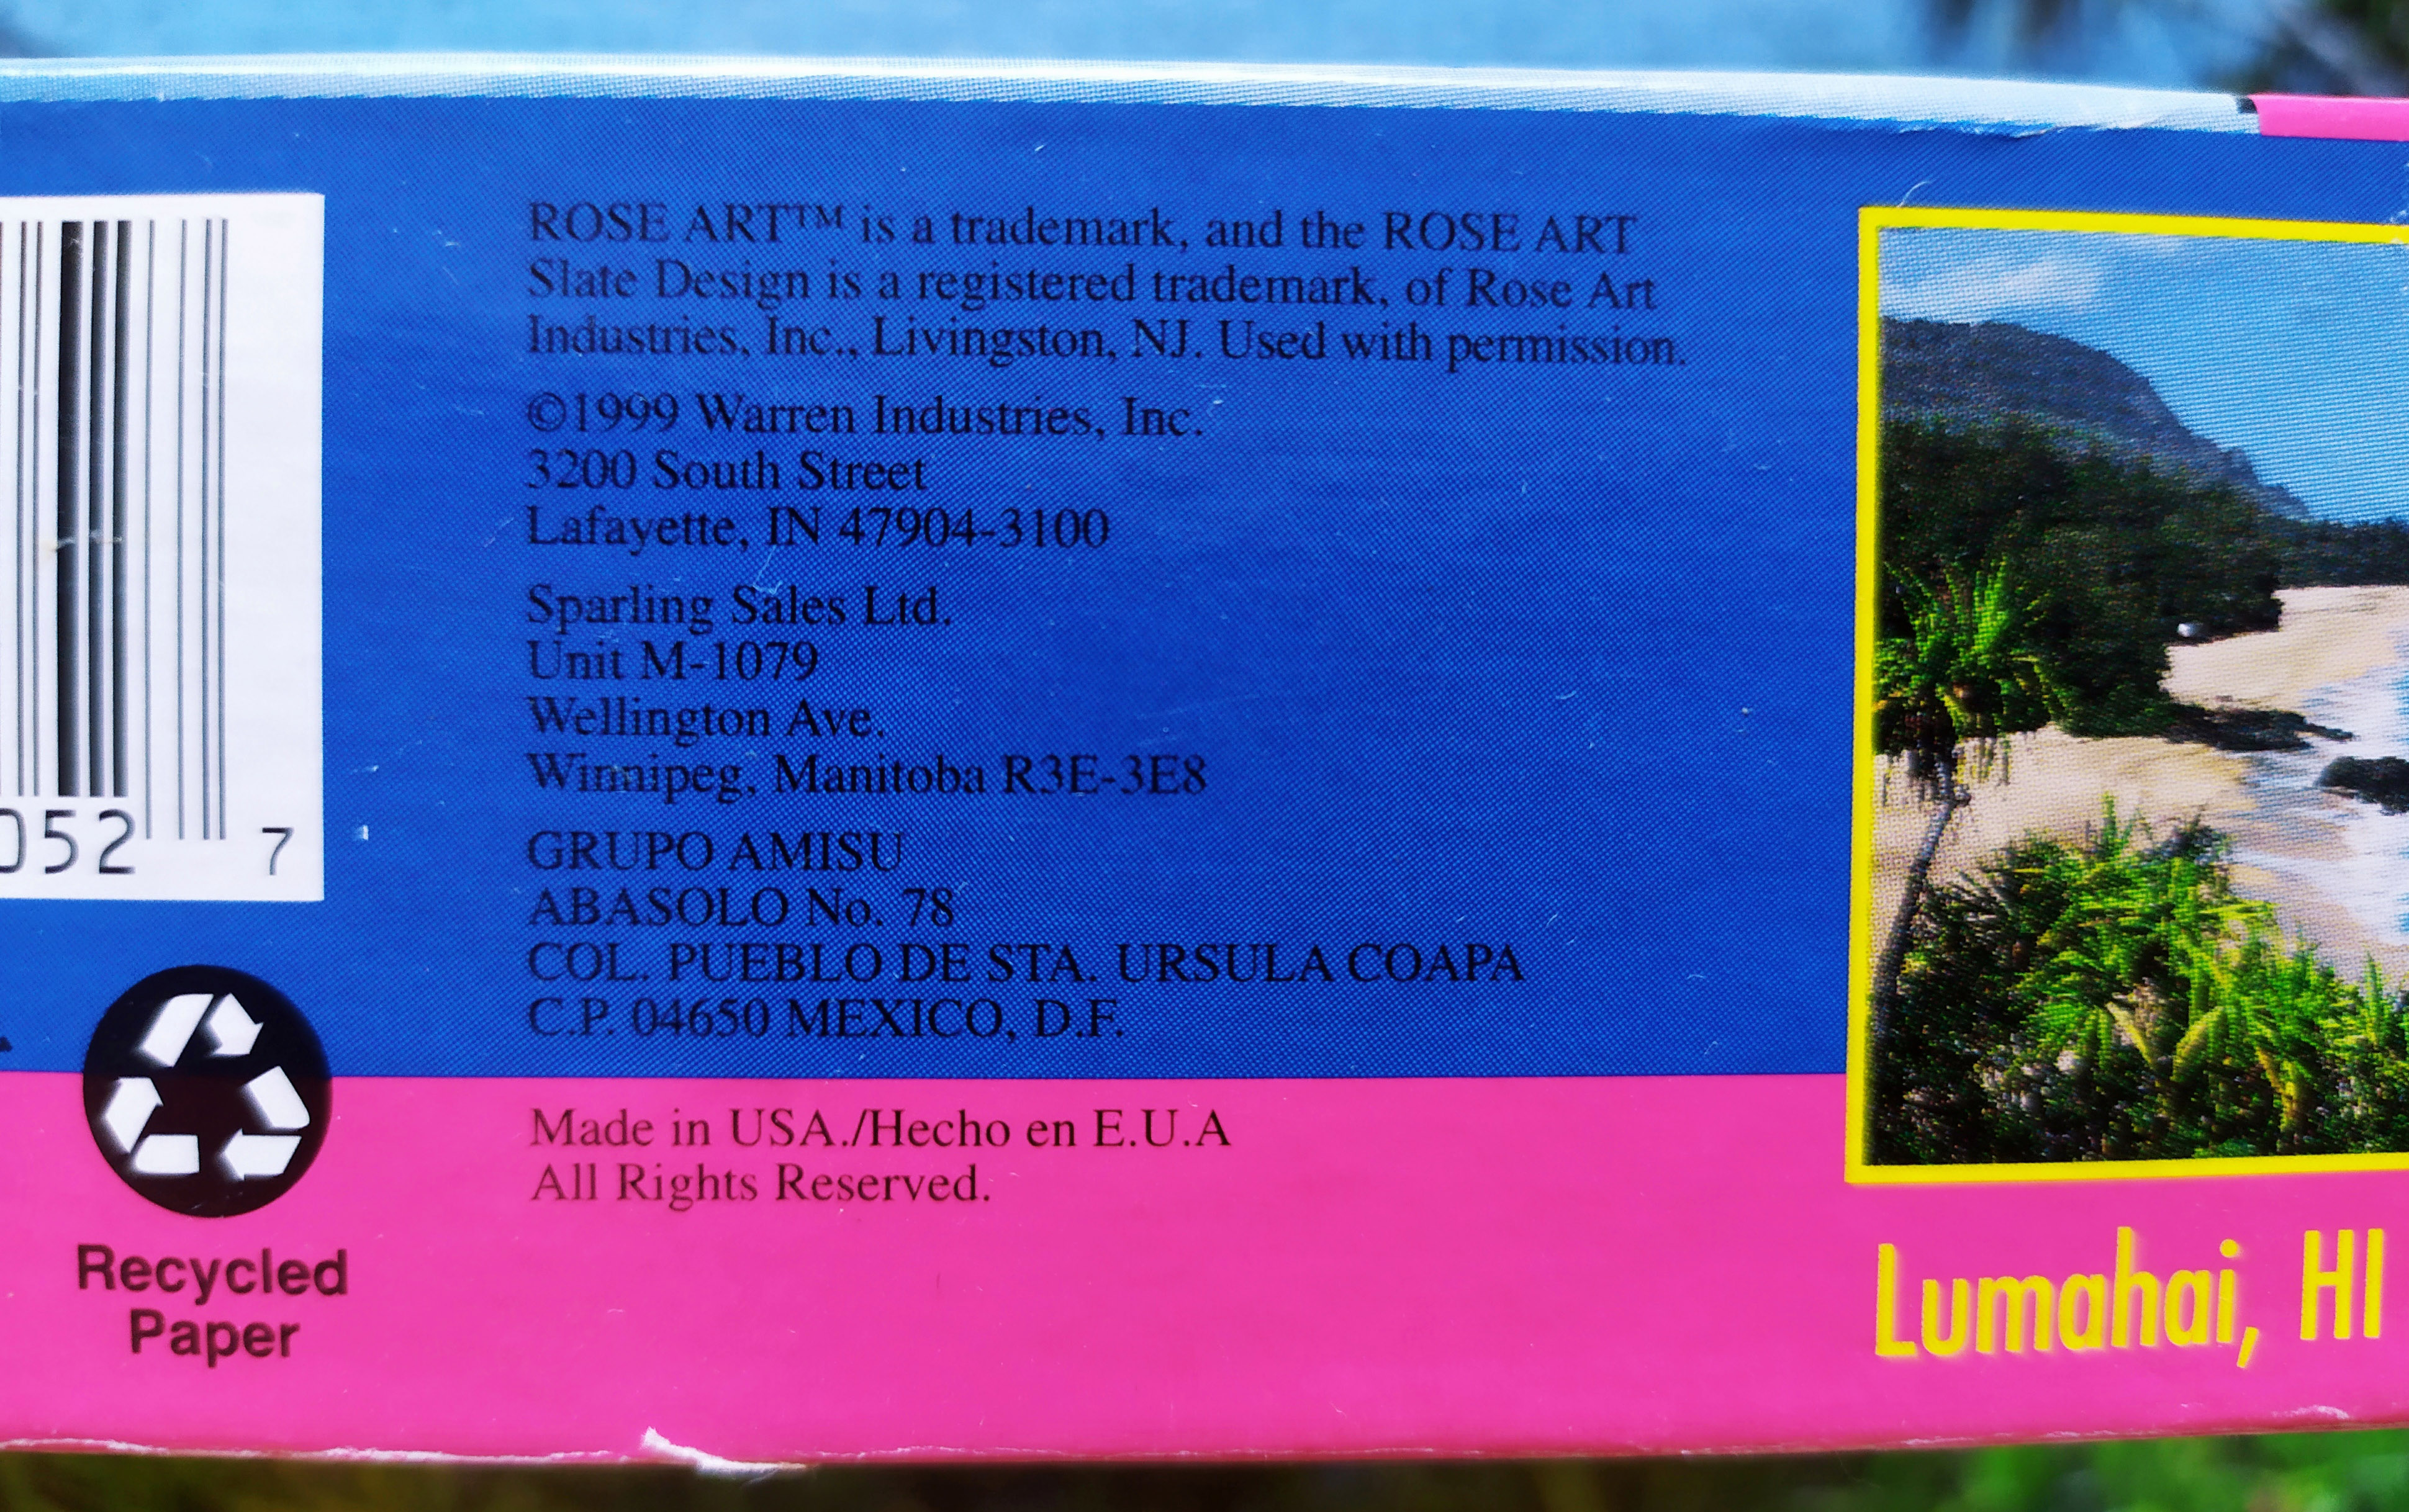 ROSE ART™ is a trademark, and the ROSE ART
Slate Design is a registered trademark, of Rose Art
Industries, Inc., Livingston, NJ. Used with permission.
©1999 Warren Industries, Inc.
3200 South Street
Lafayette, IN 47904-3100
Sparling Sales Ltd.
Unit M-1079
Wellington Ave.
Winnipeg, Manitoba R3E-3E8
GRUPO AMISU
ABASOLO No. 78
COL. PUEBLO DE STA. URSULA COAPA
C.P. 04650 MEXICO, D.F.
Made in USA./Hecho en E.U.A
All Rights Reserved.
052 7
Recycled
Paper
Lumahai, HI